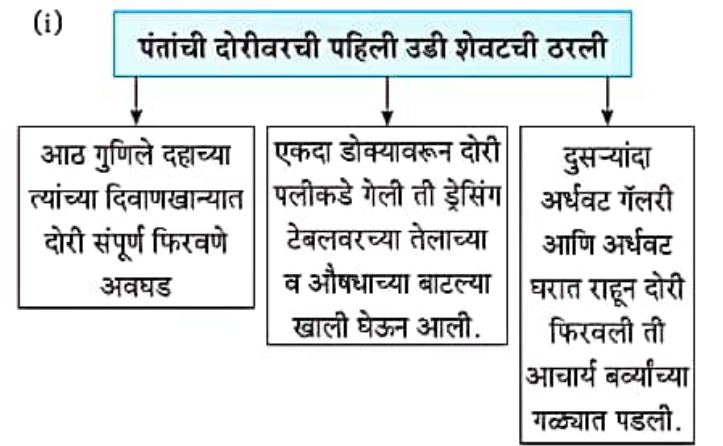 (i)
पंतांची दोरीवरची पहिली उडी शेवटची ठरली
आठ गुणिले दहाच्या
त्यांच्या दिवाणखान्यात
दोरी संपूर्ण फिरवणे
अवघड
एकदा डोक्यावरून दोरी
पलीकडे गेली ती ड्रेसिंग
टेबलवरच्या तेलाच्या
व औषधाच्या बाटल्या
खाली घेऊन आली.
दुसऱ्यांदा
अर्धवट गॅलरी
आणि अर्धवट
घरात राहून दोरी
फिरवली ती
आचार्य बर्व्यांच्या
गळ्यात पडली.